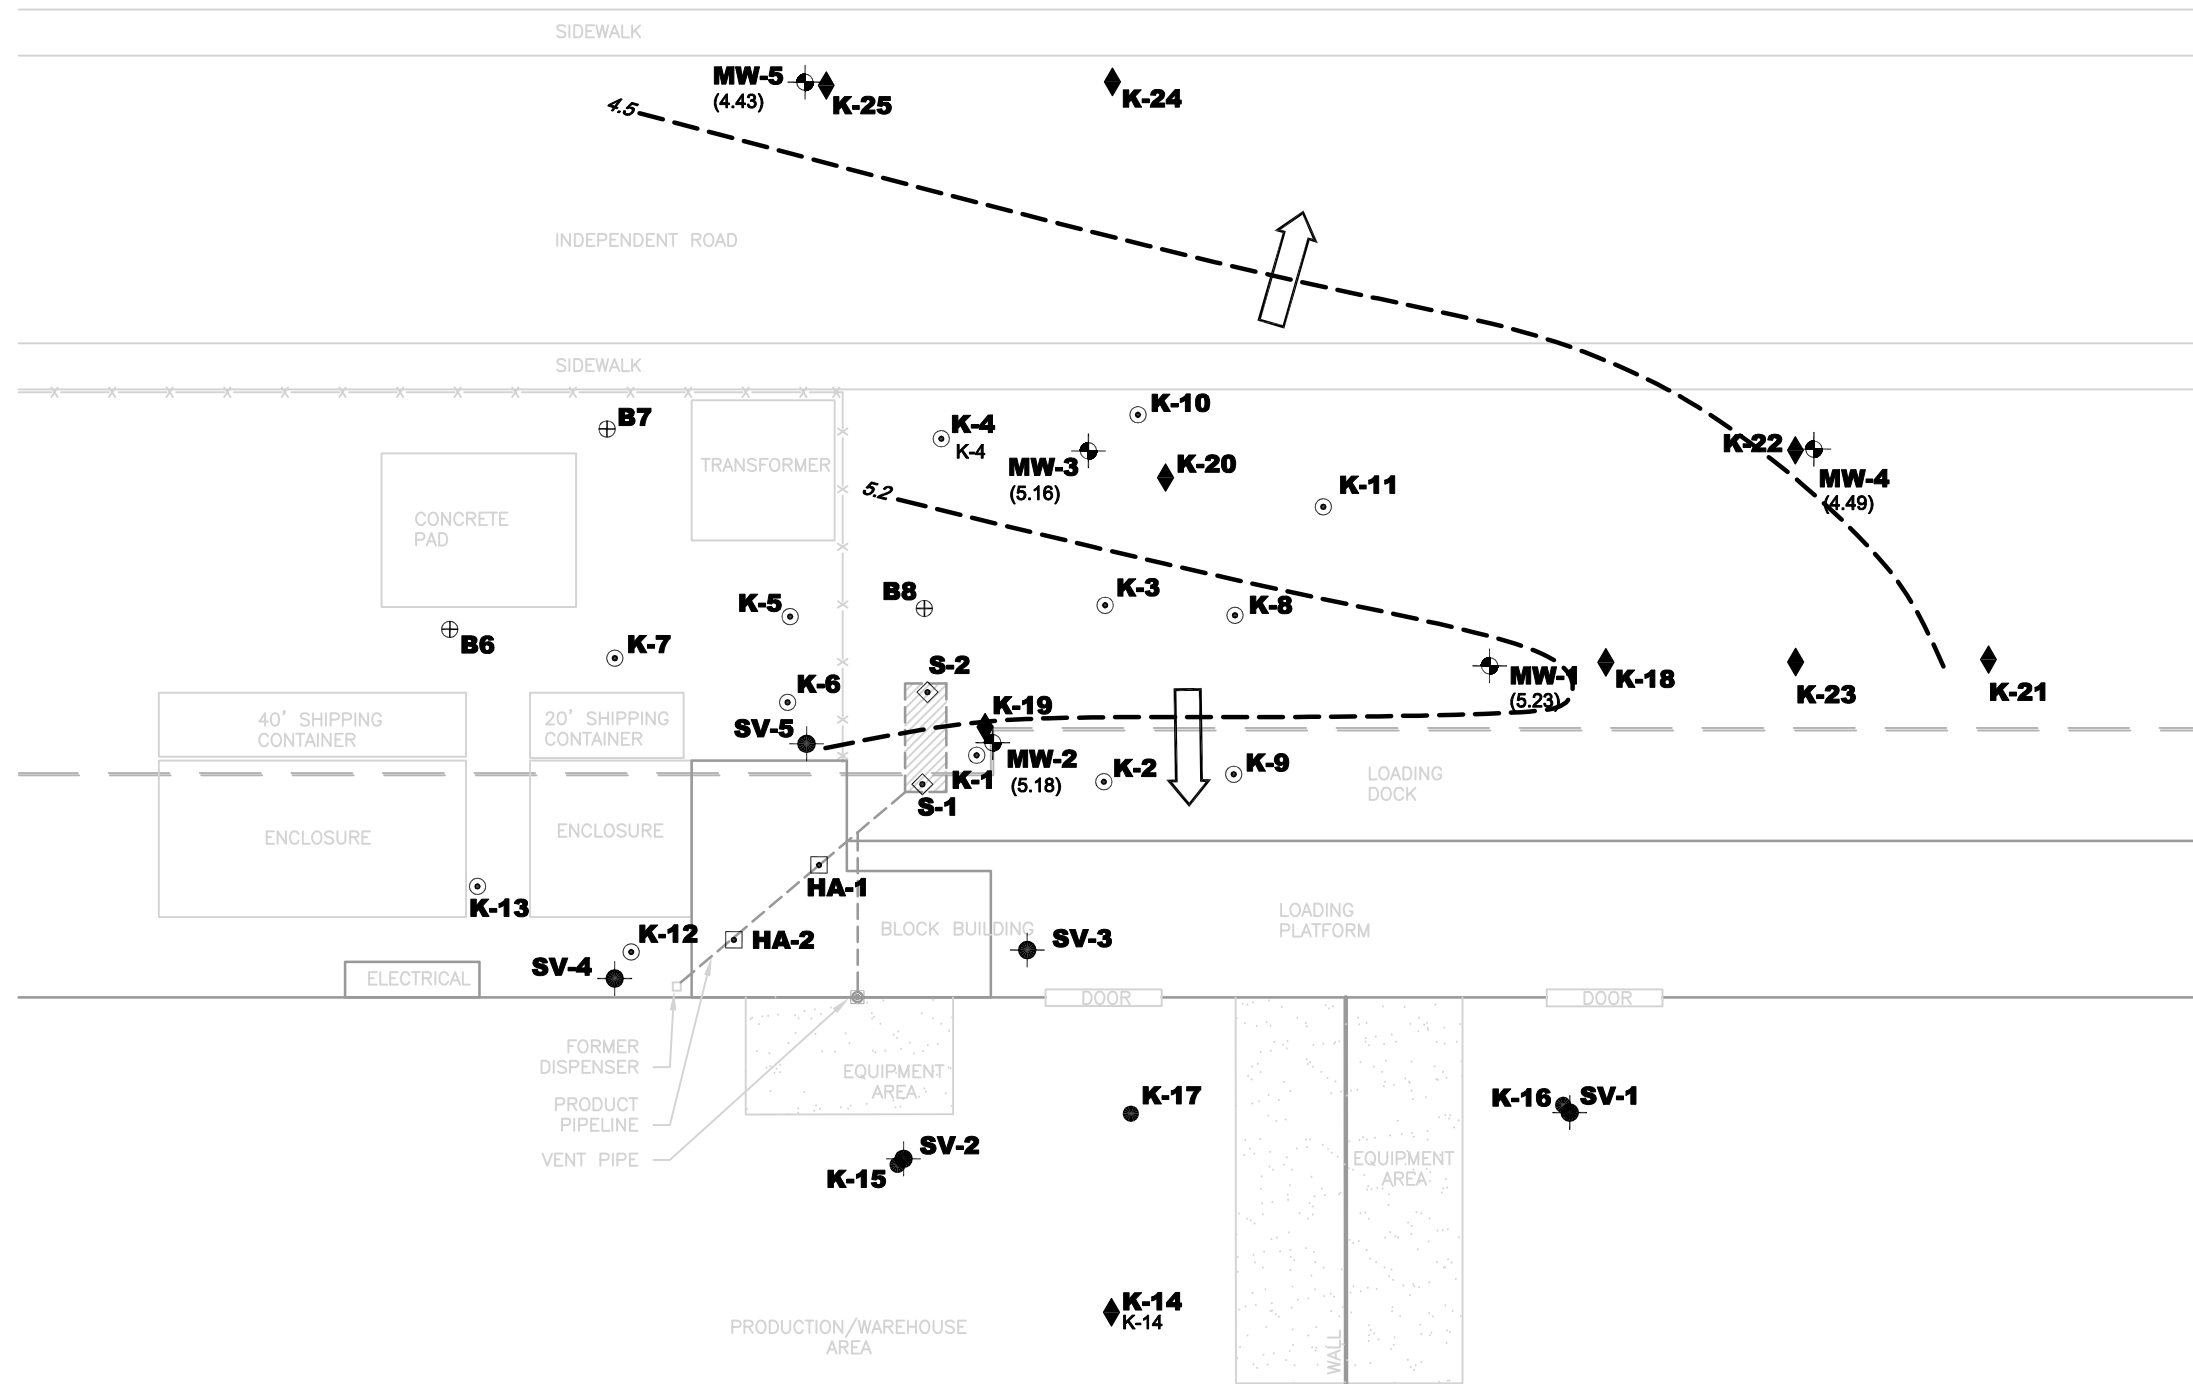 SIDEWALK
MW-5
(4.43)
K-25
K-24
4.5
INDEPENDENT ROAD
SIDEWALK
B7
K-4
K-4
K-10
TRANSFORMER
MW-3
(5.16)
K-20
K-22
MW-4
(4.49)
5.2
K-11
CONCRETE
PAD
K-5
B8
K-3
K-8
B6
K-7
S-2
MW-1
(5.23)
K-18
K-23
K-21
K-6
K-19
40' SHIPPING
CONTAINER
20' SHIPPING
CONTAINER
SV-5
MW-2
(5.18)
K-1
K-2
K-9
LOADING
DOCK
S-1
ENCLOSURE
ENCLOSURE
HA-1
K-13
LOADING
PLATFORM
BLOCK BUILDING
K-12
HA-2
SV-3
SV-4
ELECTRICAL
DOOR
DOOR
FORMER
DISPENSER
EQUIPMENT
AREA
PRODUCT
PIPELINE
K-17
K-16
SV-1
VENT PIPE
SV-2
K-15
EQUIPMENT
AREA
K-14
K-14
PRODUCTION/WAREHOUSE
AREA
WALL